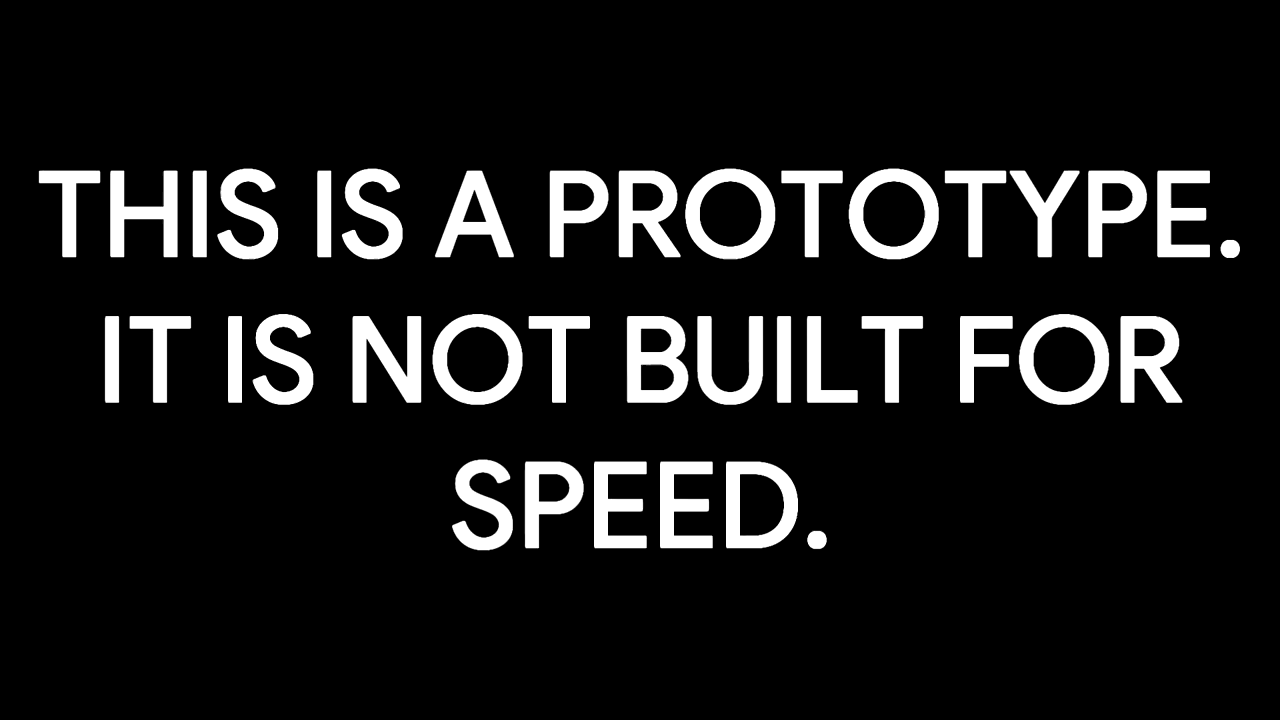 THIS IS A PROTOTYPE.
IT IS NOT BUILT FOR
SPEED.